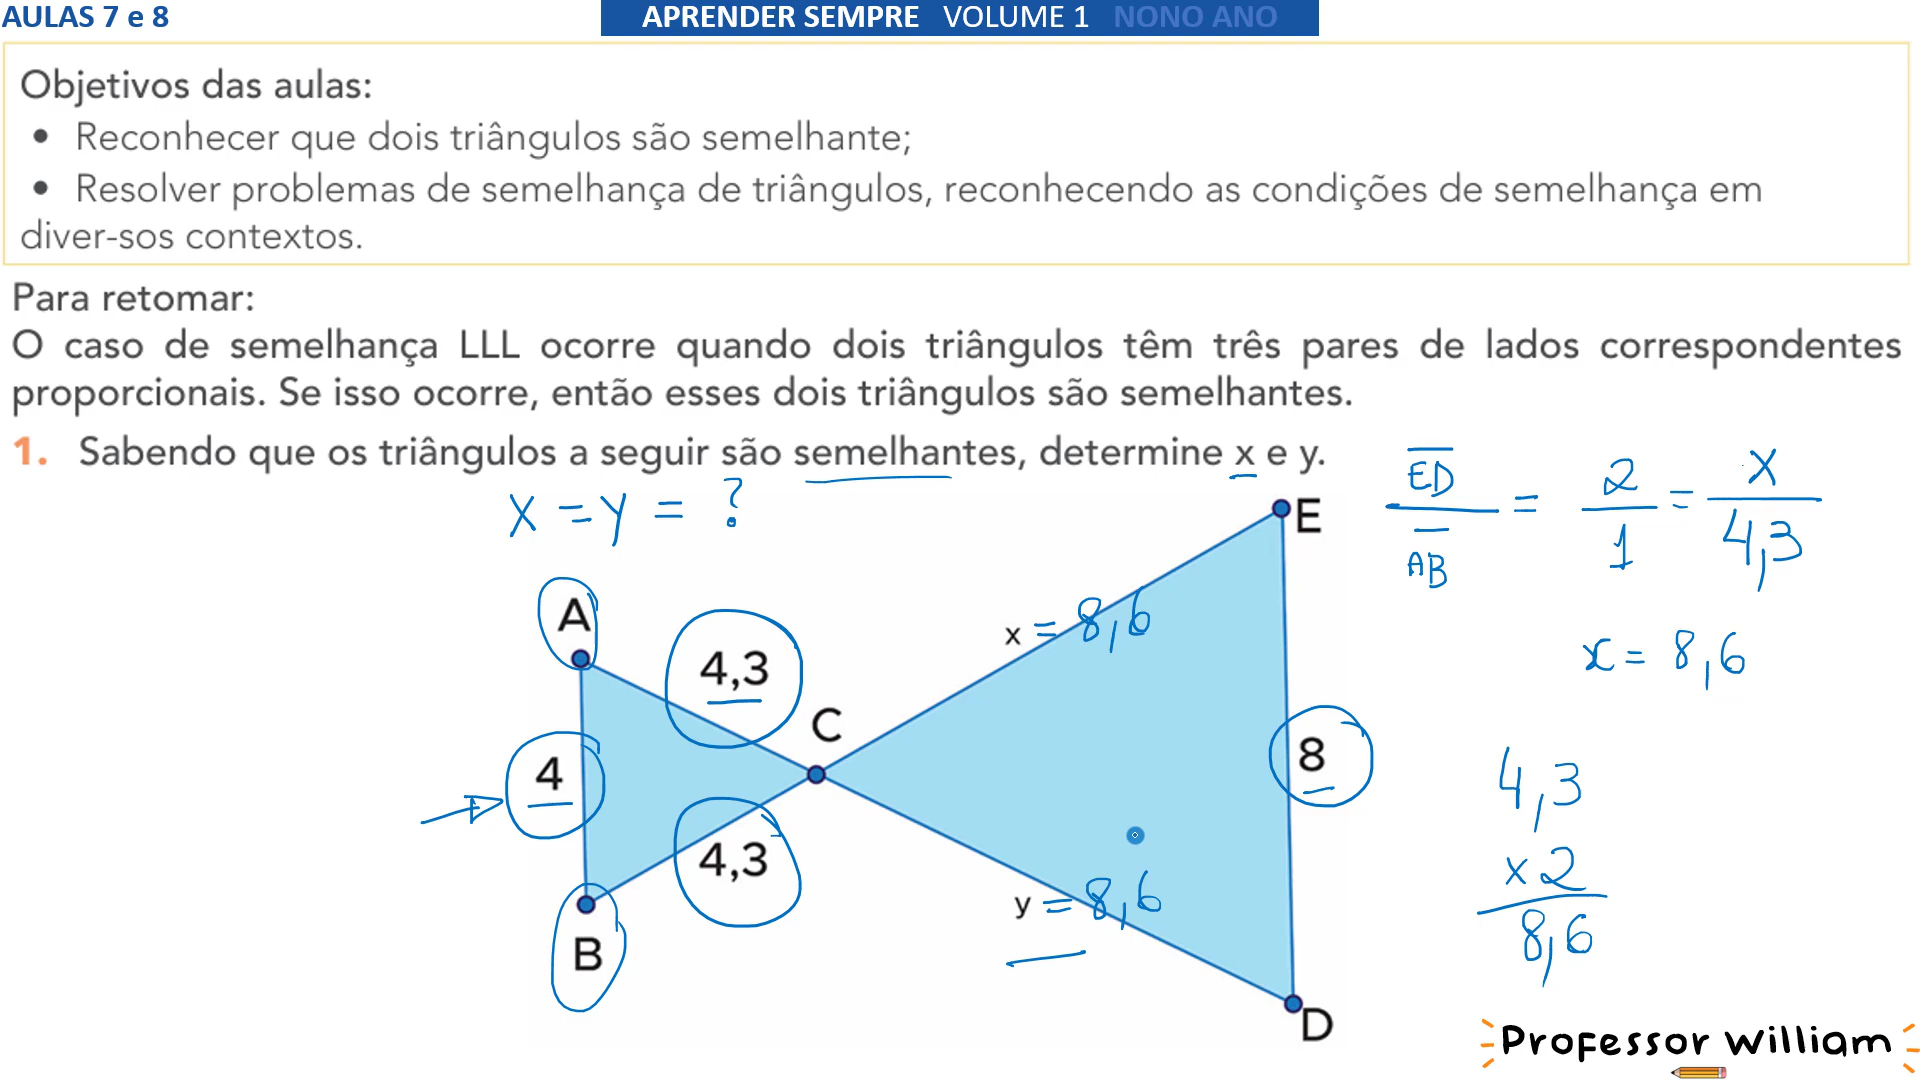 AULAS 7 e 8
APRENDER SEMPRE VOLUME 1 NONO ANO
Objetivos das aulas:
• Reconhecer que dois triângulos são semelhante;
• Resolver problemas de semelhança de triângulos, reconhecendo as condições de semelhança em
diver-sos contextos.
Para retomar:
O caso de semelhança LLL ocorre quando dois triângulos têm três pares de lados correspondentes
proporcionais. Se isso ocorre, então esses dois triângulos são semelhantes.
1. Sabendo que os triângulos a seguir são semelhantes, determine x e y.
X = Y = ?
ED / AB = 2 / 1 = X / 4,3
x = 8,6
4,3
x 2
8,6
A
4,3
C
4
4,3
B
E
x = 8,6
8
y = 8,6
D
Professor William